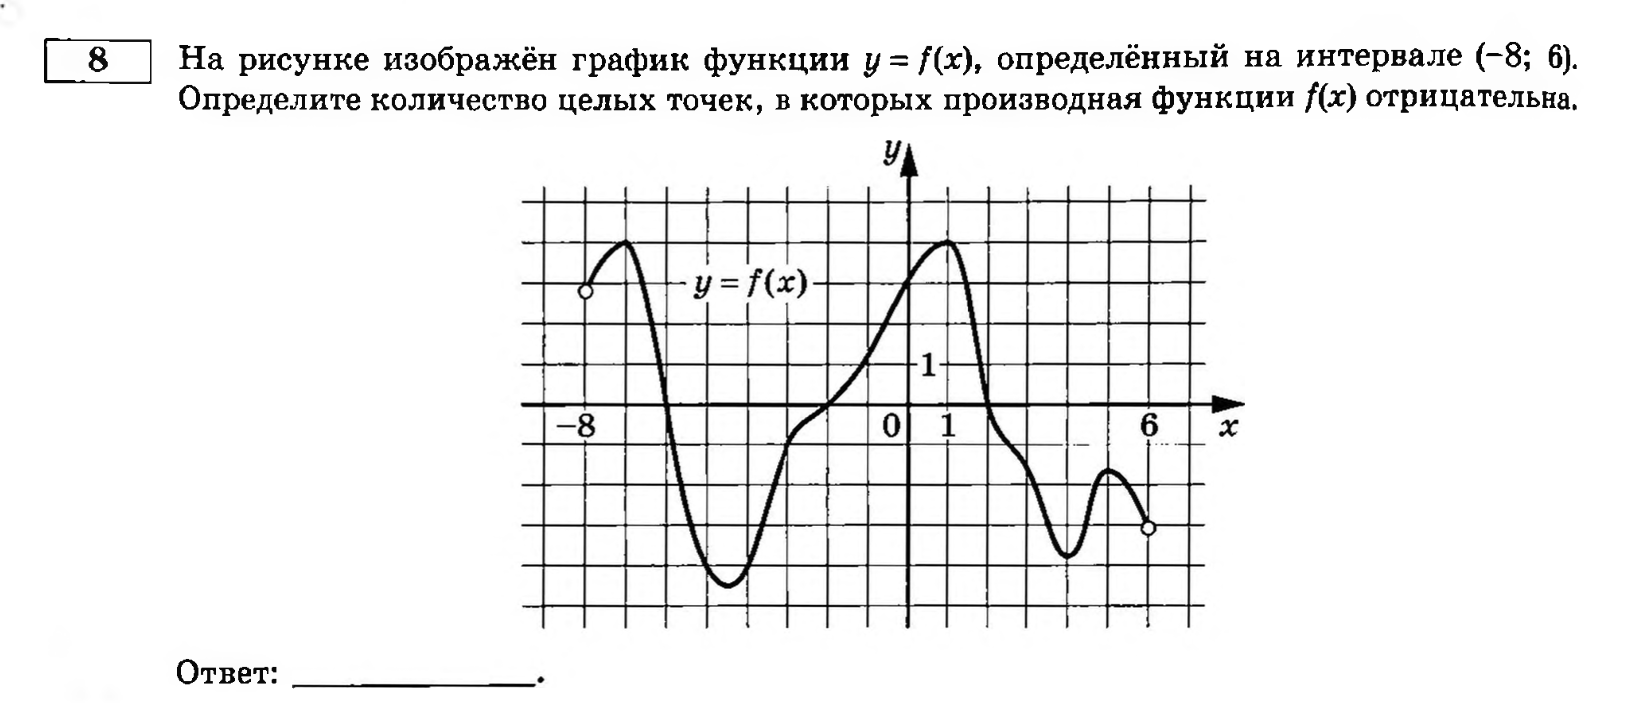 8 На рисунке изображён график функции y = f(x), определённый на интервале (−8; 6).
Определите количество целых точек, в которых производная функции f(x) отрицательна.
y
y = f(x)
1
−8 0 1 6 x
Ответ: ______________.